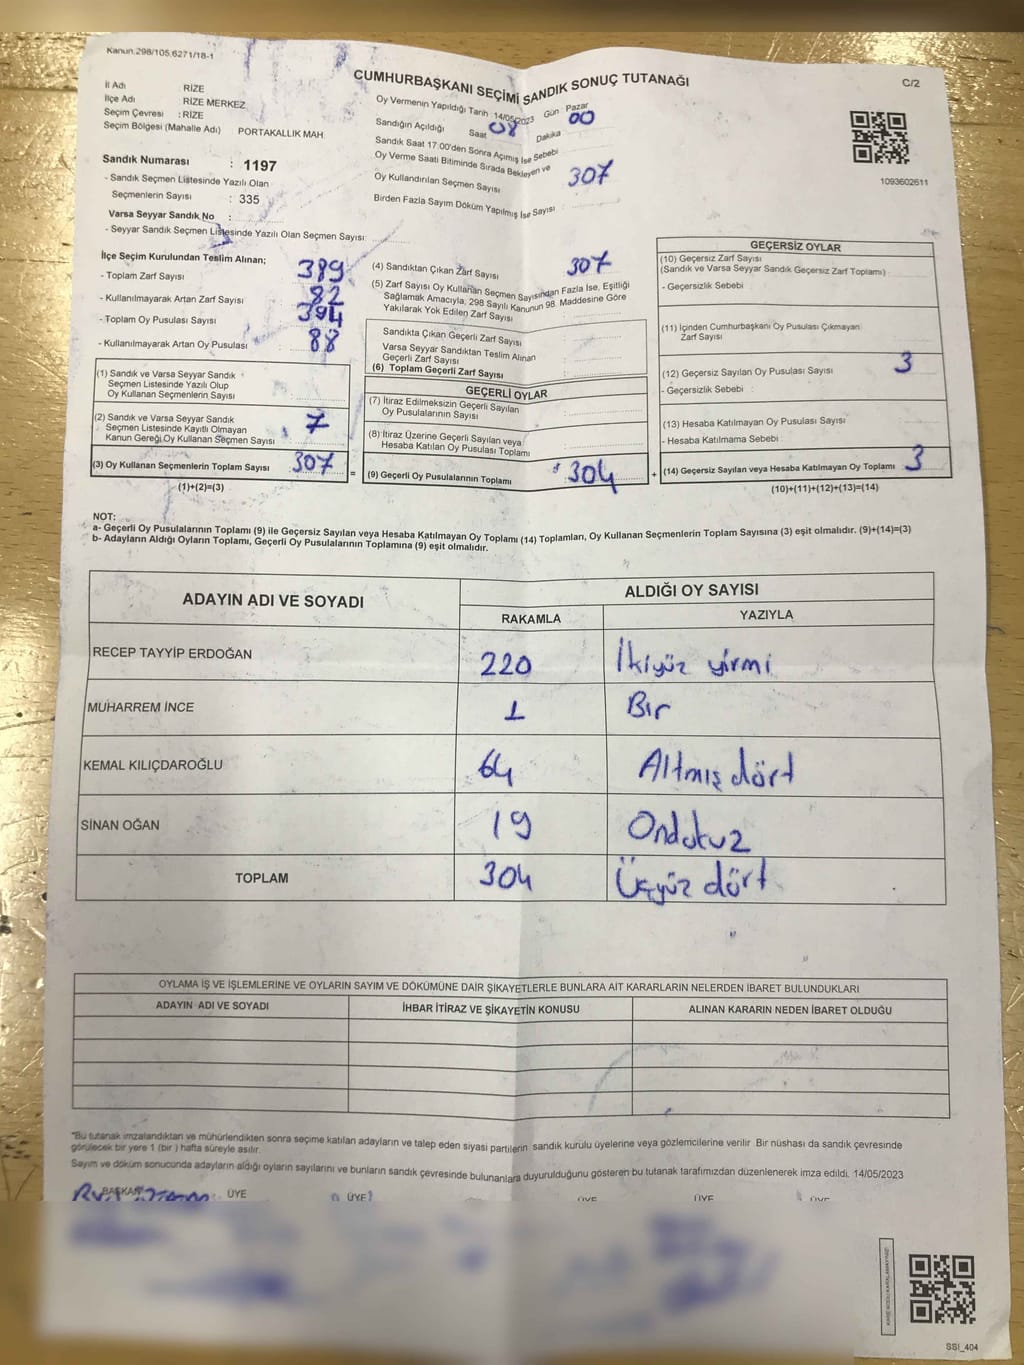 Kanun.298/105.6271/18-1
CUMHURBAŞKANI SEÇİMİ SANDIK SONUÇ TUTANAĞI
C/2
İl Adı RİZE
İlçe Adı RİZE MERKEZ
Seçim Çevresi : RİZE
Seçim Bölgesi (Mahalle Adı) PORTAKALLIK MAH
Sandık Numarası : 1197
- Sandık Seçmen Listesinde Yazılı Olan
Seçmenlerin Sayısı : 335
Varsa Seyyar Sandık No :
- Seyyar Sandık Seçmen Listesinde Yazılı Olan Seçmen Sayısı:
Oy Vermenin Yapıldığı Tarih : 14/05/2023 Gün : Pazar
Sandığın Açıldığı Saat 08 Dakika 00
Sandık Saat 17.00'den Sonra Açımış İse Sebebi
Oy Verme Saati Bitiminde Sırada Bekleyen ve
Oy Kullandırılan Seçmen Sayısı 307
Birden Fazla Sayım Döküm Yapılmış İse Sayısı
1093602611
İlçe Seçim Kurulundan Teslim Alınan;
- Toplam Zarf Sayısı 389
- Kullanılmayarak Artan Zarf Sayısı 82
- Toplam Oy Pusulası Sayısı 394
- Kullanılmayarak Artan Oy Pusulası 88
(1) Sandık ve Varsa Seyyar Sandık
Seçmen Listesinde Yazılı Olup
Oy Kullanan Seçmenlerin Sayısı
(2) Sandık ve Varsa Seyyar Sandık
Seçmen Listesinde Kayıtlı Olmayan
Kanun Gereği Oy Kullanan Seçmen Sayısı 7
(3) Oy Kullanan Seçmenlerin Toplam Sayısı 307 =
(1)+(2)=(3)
(4) Sandıktan Çıkan Zarf Sayısı 307
(5) Zarf Sayısı Oy Kullanan Seçmen Sayısından Fazla İse, Eşitliği
Sağlamak Amacıyla, 298 Sayılı Kanunun 98. Maddesine Göre
Yakılarak Yok Edilen Zarf Sayısı
Sandıkta Çıkan Geçerli Zarf Sayısı
Varsa Seyyar Sandıktan Teslim Alınan
Geçerli Zarf Sayısı
(6) Toplam Geçerli Zarf Sayısı
GEÇERLİ OYLAR
(7) İtiraz Edilmeksizin Geçerli Sayılan
Oy Pusulalarının Sayısı
(8) İtiraz Üzerine Geçerli Sayılan veya
Hesaba Katılan Oy Pusulası Toplamı
(9) Geçerli Oy Pusulalarının Toplamı 304 +
GEÇERSİZ OYLAR
(10) Geçersiz Zarf Sayısı
(Sandık ve Varsa Seyyar Sandık Geçersiz Zarf Toplamı)
- Geçersizlik Sebebi
(11) İçinden Cumhurbaşkanı Oy Pusulası Çıkmayan
Zarf Sayısı
(12) Geçersiz Sayılan Oy Pusulası Sayısı 3
- Geçersizlik Sebebi
(13) Hesaba Katılmayan Oy Pusulası Sayısı
- Hesaba Katılmama Sebebi
(14) Geçersiz Sayılan veya Hesaba Katılmayan Oy Toplamı 3
(10)+(11)+(12)+(13)=(14)
NOT:
a- Geçerli Oy Pusulalarının Toplamı (9) ile Geçersiz Sayılan veya Hesaba Katılmayan Oy Toplamı (14) Toplamları, Oy Kullanan Seçmenlerin Toplam Sayısına (3) eşit olmalıdır. (9)+(14)=(3)
b- Adayların Aldığı Oyların Toplamı, Geçerli Oy Pusulalarının Toplamına (9) eşit olmalıdır.
ADAYIN ADI VE SOYADI ALDIĞI OY SAYISI
RAKAMLA YAZIYLA
RECEP TAYYİP ERDOĞAN 220 İkiyüz yirmi
MUHARREM İNCE 1 Bir
KEMAL KILIÇDAROĞLU 64 Altmış dört
SİNAN OĞAN 19 Ondokuz
TOPLAM 304 Üçyüz dört
OYLAMA İŞ VE İŞLEMLERİNE VE OYLARIN SAYIM VE DÖKÜMÜNE DAİR ŞİKAYETLERLE BUNLARA AİT KARARLARIN NELERDEN İBARET BULUNDUKLARI
ADAYIN ADI VE SOYADI İHBAR İTİRAZ VE ŞİKAYETİN KONUSU ALINAN KARARIN NEDEN İBARET OLDUĞU
*Bu tutanak imzalandıktan ve mühürlendikten sonra seçime katılan adayların ve talep eden siyasi partilerin sandık kurulu üyelerine veya gözlemcilerine verilir .Bir nüshası da sandık çevresinde
görülecek bir yere 1 (bir ) hafta süreyle asılır.
Sayım ve döküm sonucunda adayların aldığı oyların sayılarını ve bunların sandık çevresinde bulunanlara duyurulduğunu gösteren bu tutanak tarafımızdan düzenlenerek imza edildi. 14/05/2023
BAŞKAN ÜYE ÜYE ÜYE ÜYE ÜYE
SSI_404